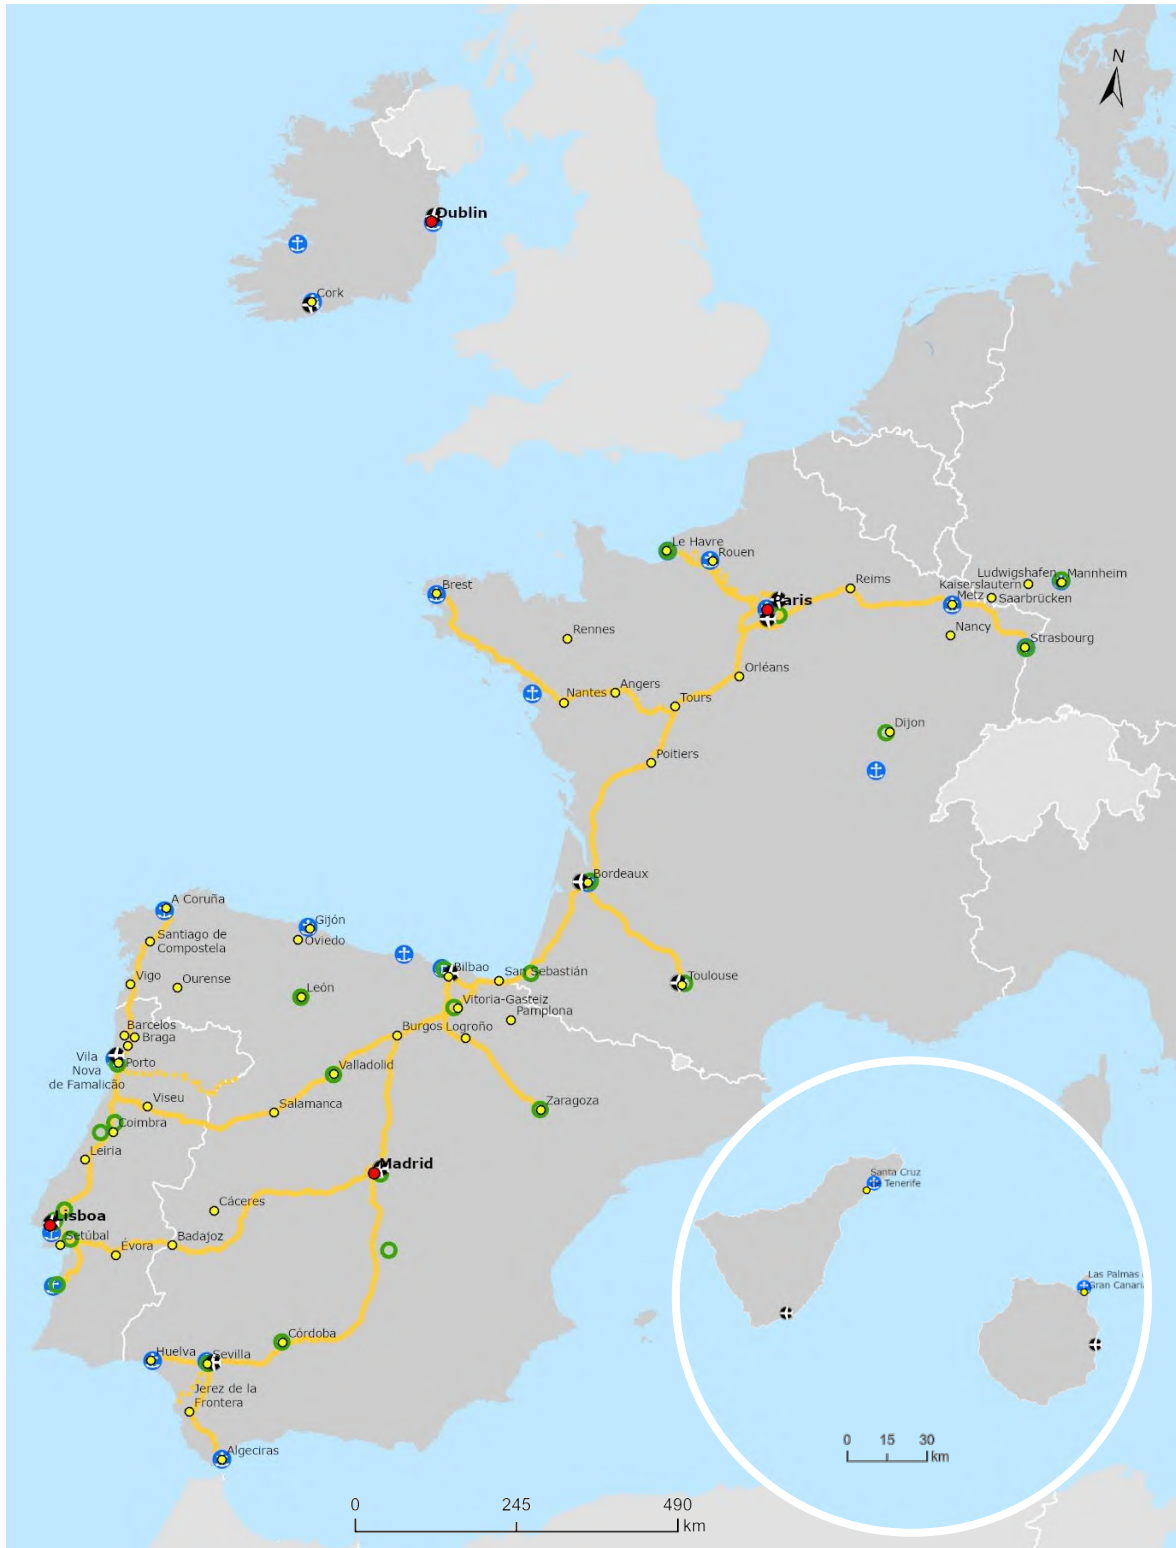 N
Dublin
Cork
Le Havre
Rouen
Brest
Paris
Reims
Ludwigshafen
Mannheim
Kaiserslautern
Metz
Saarbrücken
Rennes
Nancy
Strasbourg
Orléans
Nantes
Angers
Tours
Dijon
Poitiers
Bordeaux
A Coruña
Gijón
Santiago de
Compostela
Oviedo
Bilbao
San Sebastián
Toulouse
Vigo
Ourense
León
Vitoria-Gasteiz
Pamplona
Barcelos
Braga
Burgos
Logroño
Vila
Nova
de Famalicão
Porto
Valladolid
Viseu
Salamanca
Zaragoza
Coimbra
Leiria
Madrid
Santa Cruz
Tenerife
Cáceres
Lisboa
Setúbal
Évora
Badajoz
Las Palmas
Gran Canaria
Córdoba
Huelva
Sevilla
Jerez de la
Frontera
Algeciras
0 15 30
km
0 245 490
km